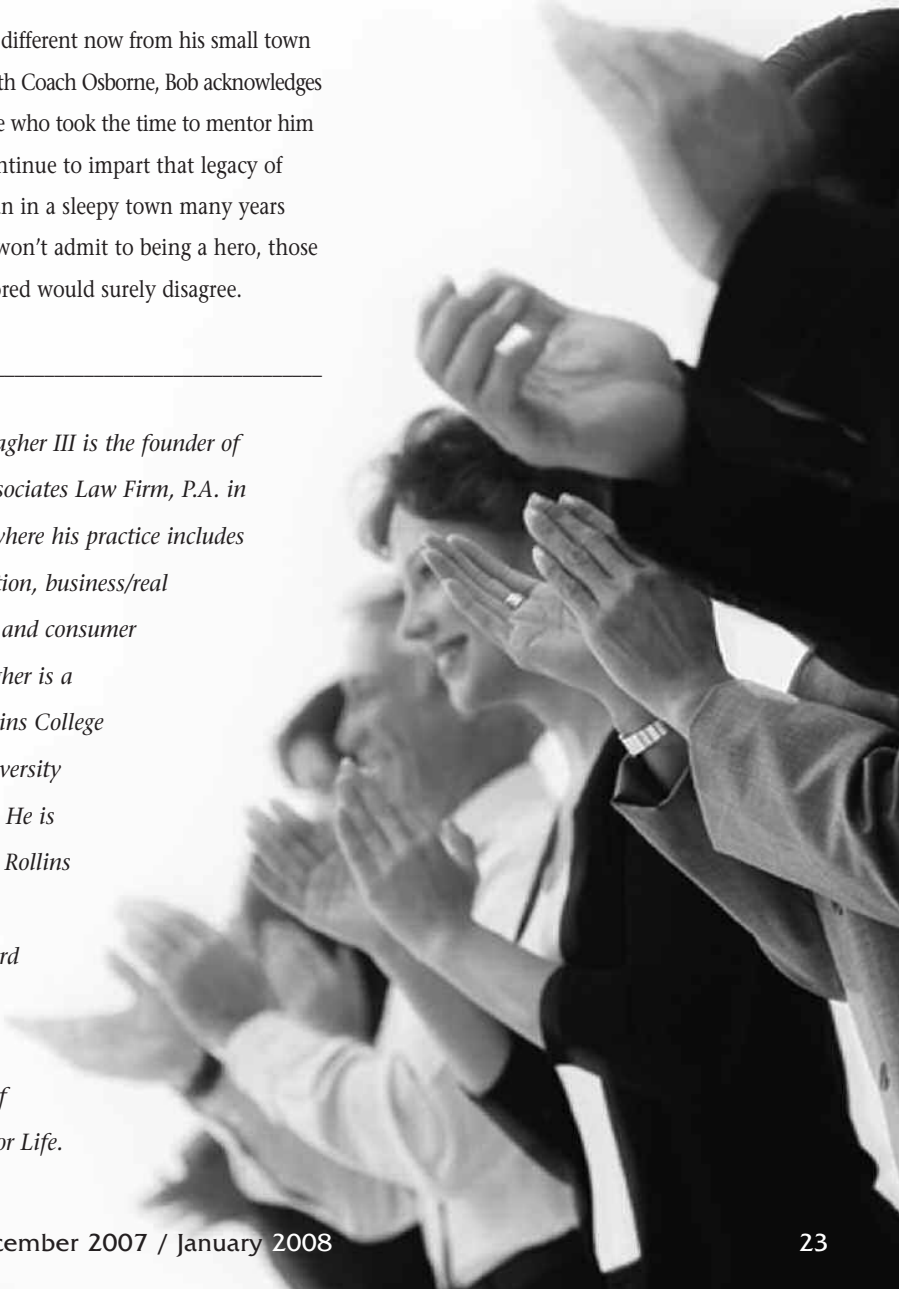 different now from his small town
th Coach Osborne, Bob acknowledges
e who took the time to mentor him
ntinue to impart that legacy of
in a sleepy town many years
won't admit to being a hero, those
ored would surely disagree.
agher III is the founder of
sociates Law Firm, P.A. in
where his practice includes
tion, business/real
and consumer
her is a
ins College
versity
He is
Rollins
rd
f
or Life.
cember 2007 / January 2008
23